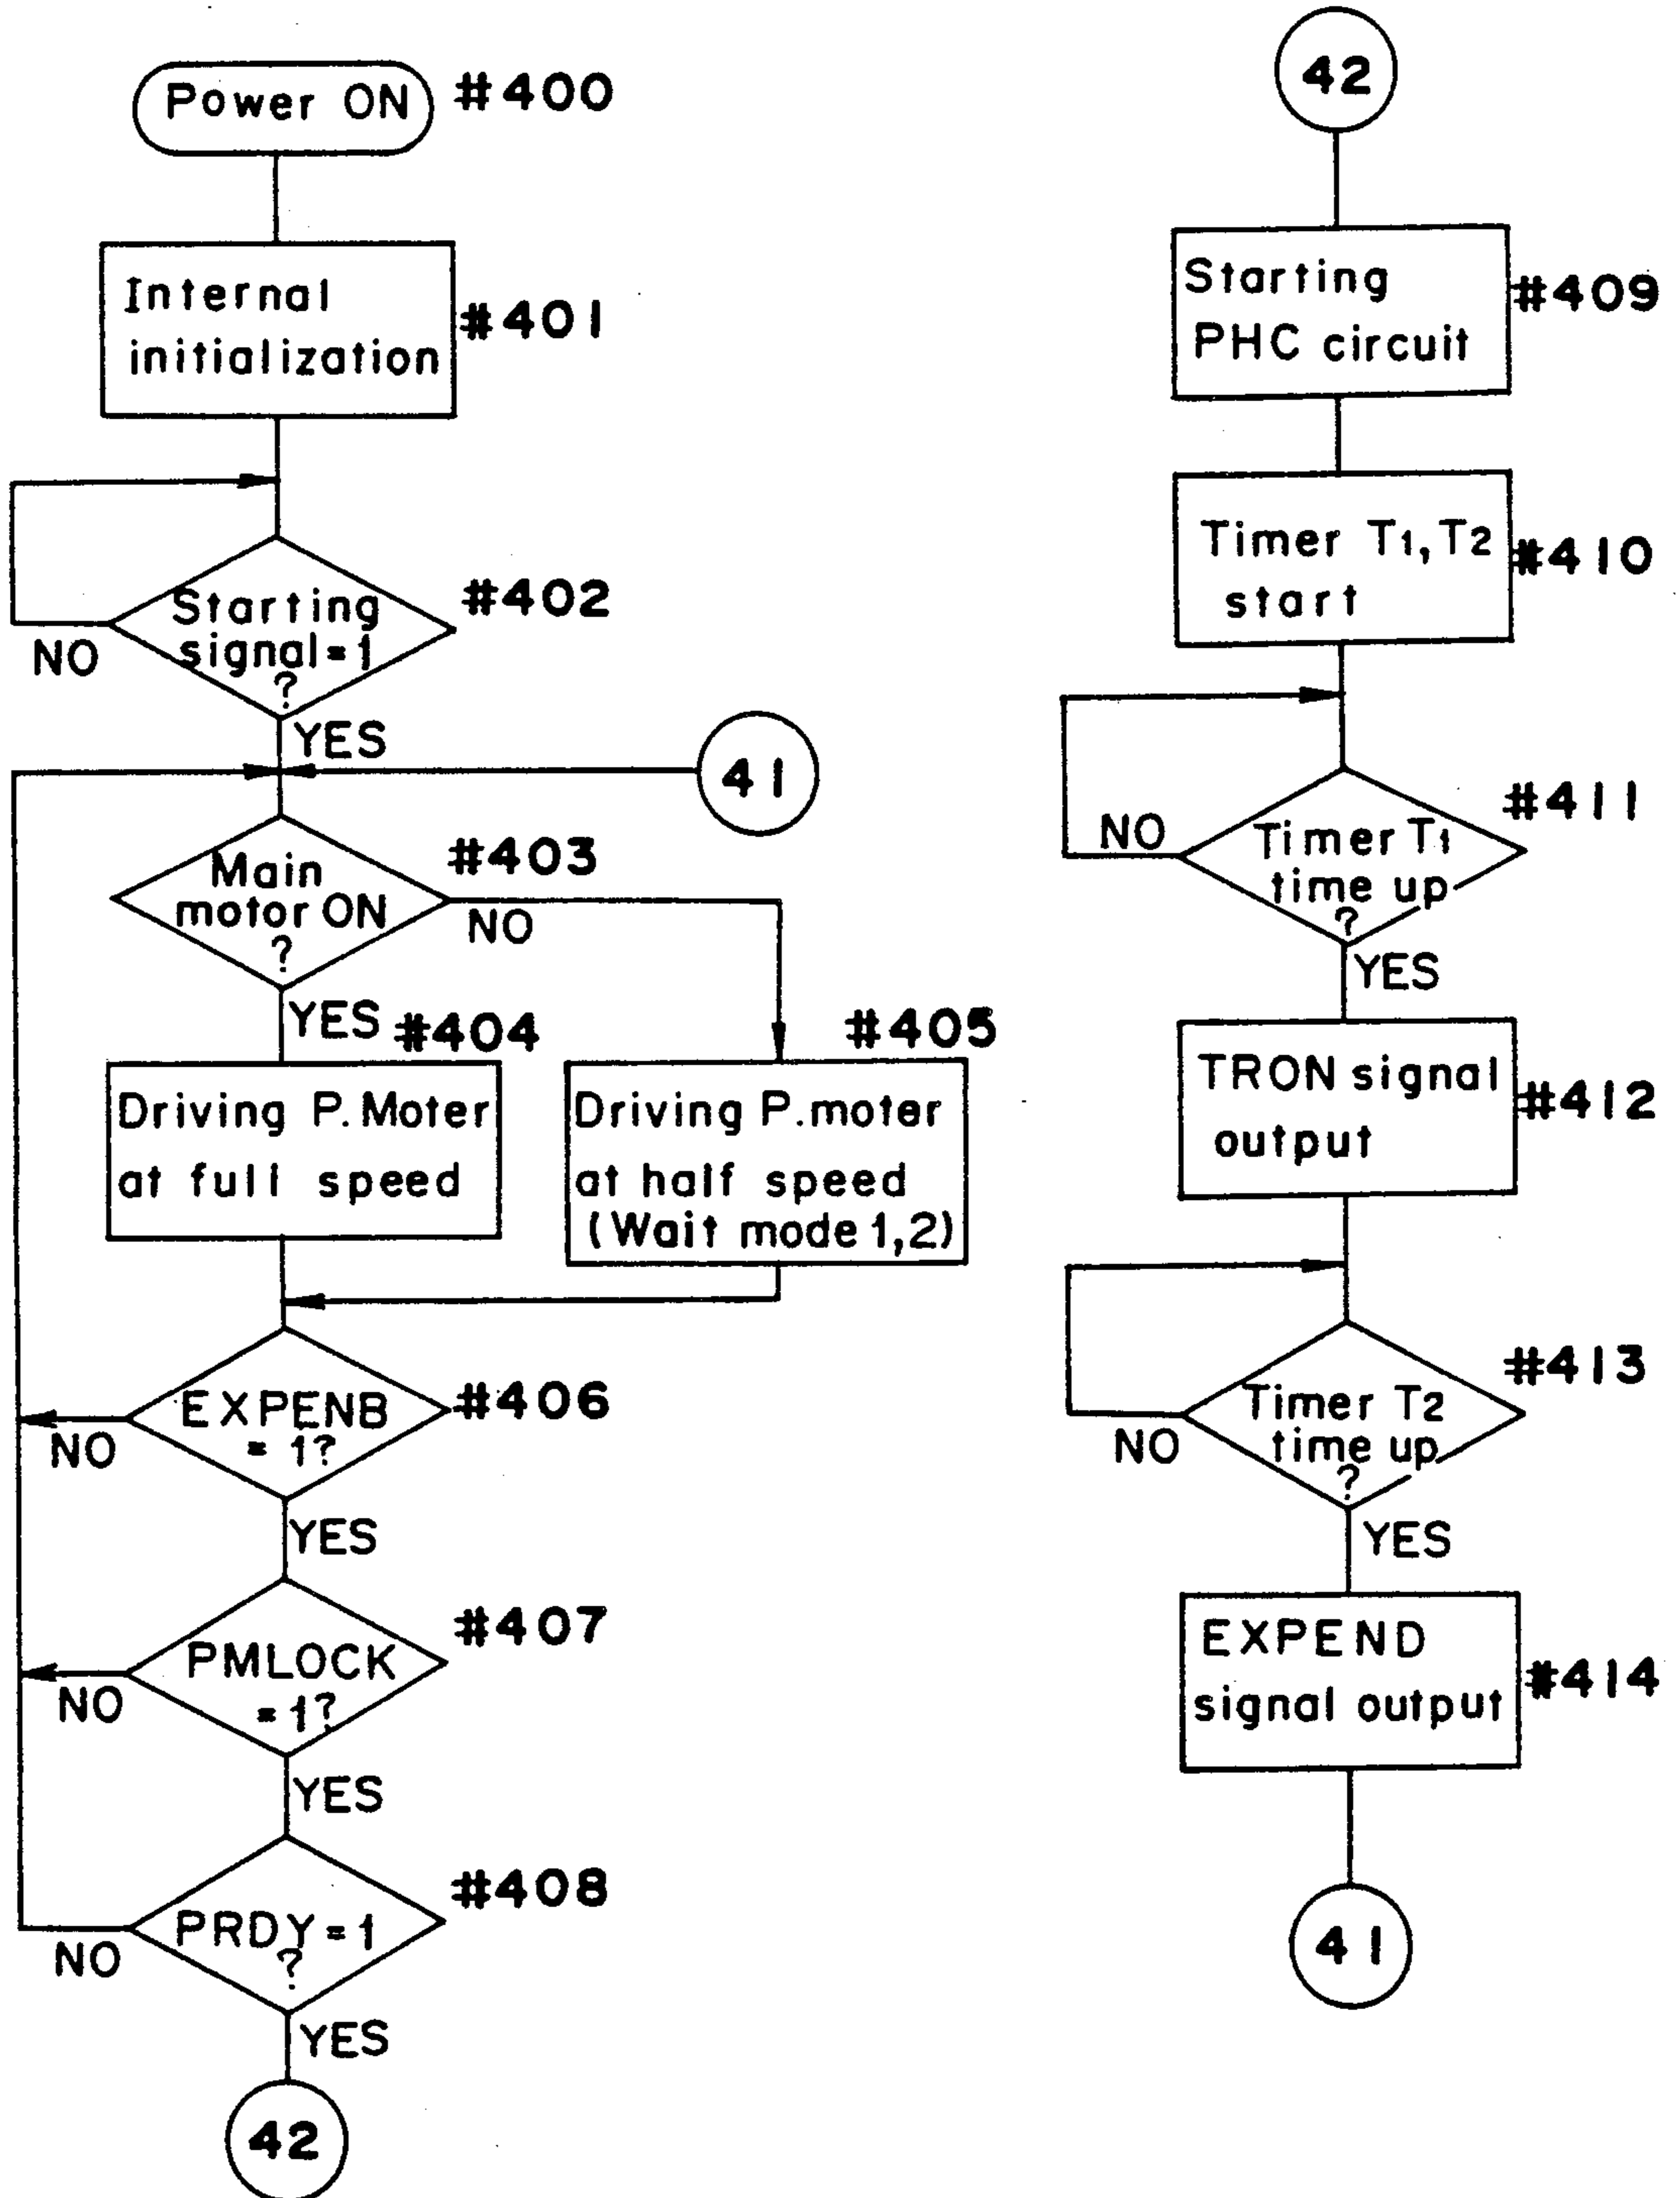 Power ON
#400
Internal
initialization
#401
Starting
signal=1
?
#402
NO
YES
41
Main
motor ON
?
#403
NO
YES
#404
Driving P. Moter
at full speed
#405
Driving P.moter
at half speed
(Wait mode 1,2)
EXPENB
= 1?
#406
NO
YES
PMLOCK
= 1?
#407
NO
YES
PRDY=1
?
#408
NO
YES
42
42
Starting
PHC circuit
#409
Timer T1,T2
start
#410
Timer T1
time up
?
#411
NO
YES
TRON signal
output
#412
Timer T2
time up
?
#413
NO
YES
EXPEND
signal output
#414
41